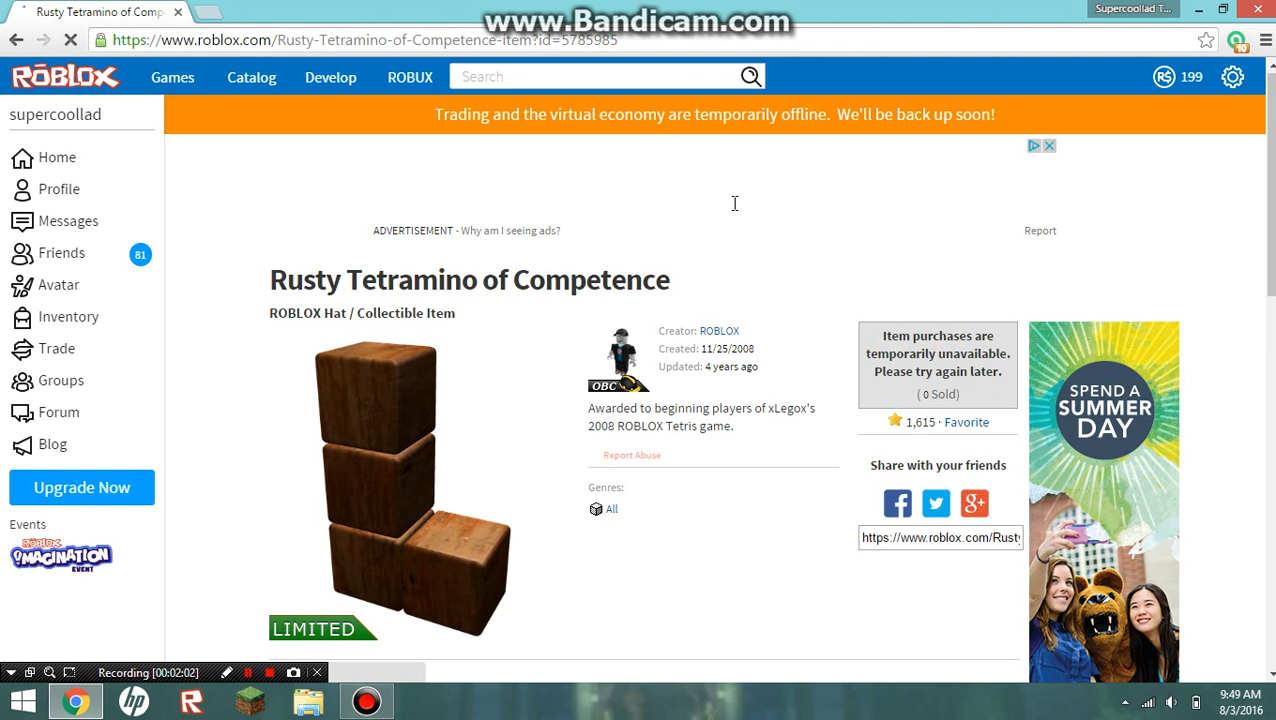 www.Bandicam.com
Rusty Tetramino of Comp
Supercoollad T...
https://www.roblox.com/Rusty-Tetramino-of-Competence-item?id=5785985
10
ROBLOX
Games
Catalog
Develop
ROBUX
Search
R$ 199
supercoollad
Trading and the virtual economy are temporarily offline. We'll be back up soon!
Home
Profile
Messages
Friends
81
Avatar
Inventory
Trade
Groups
Forum
Blog
Upgrade Now
Events
ROBLOX
IMAGINATION
EVENT
ADVERTISEMENT - Why am I seeing ads?
Report
Rusty Tetramino of Competence
ROBLOX Hat / Collectible Item
LIMITED
OBC
Creator: ROBLOX
Created: 11/25/2008
Updated: 4 years ago
Awarded to beginning players of xLegox's
2008 ROBLOX Tetris game.
Report Abuse
Genres:
All
Item purchases are
temporarily unavailable.
Please try again later.
( 0 Sold)
1,615 · Favorite
Share with your friends
https://www.roblox.com/Rusty
SPEND A
SUMMER
DAY
Recording [00:02:02]
9:49 AM
8/3/2016